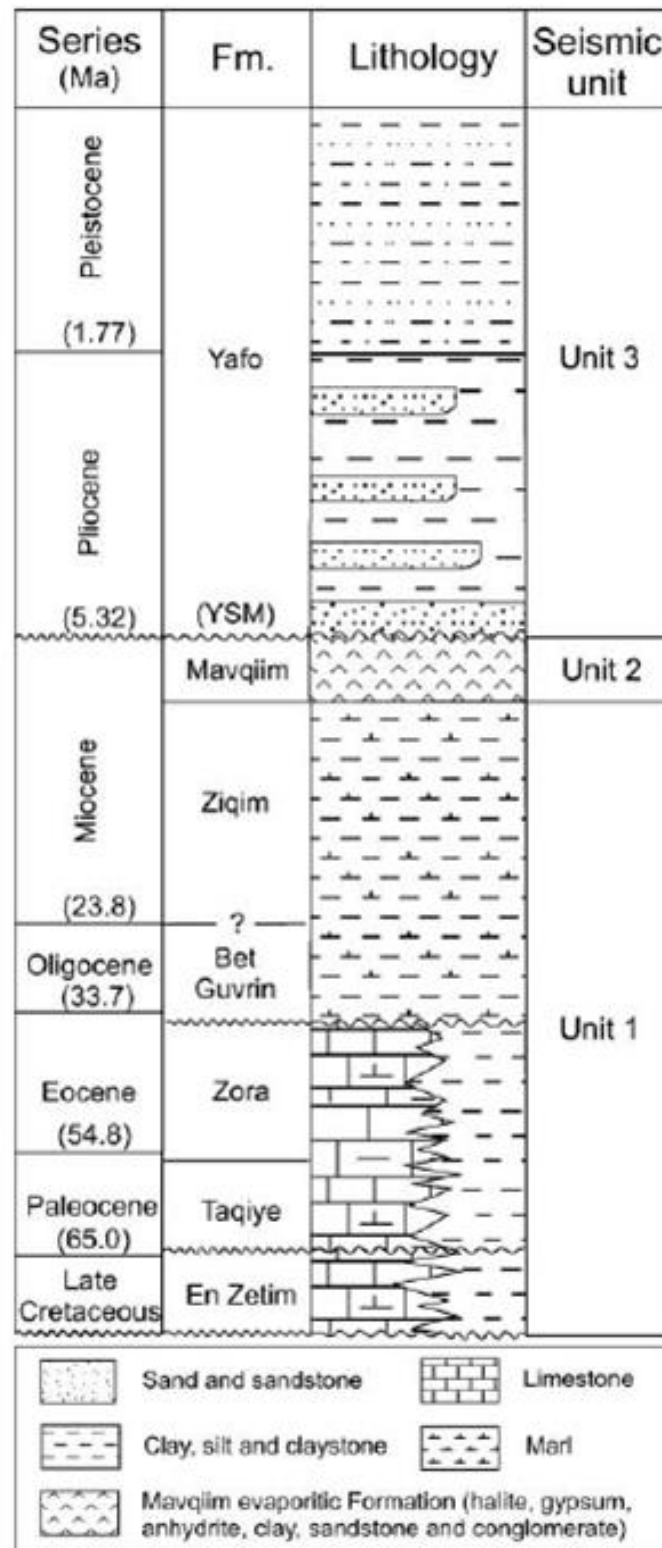 Series
(Ma)
Fm.
Lithology
Seismic
unit
Pleistocene
(1.77)
Yafo
Unit 3
Pliocene
(5.32)
(YSM)
Mavqiim
Unit 2
Miocene
Ziqim
(23.8)
?
Oligocene
(33.7)
Bet
Guvrin
Unit 1
Eocene
(54.8)
Zora
Paleocene
(65.0)
Taqiye
Late
Cretaceous
En Zetim
Sand and sandstone
Limestone
Clay, silt and claystone
Marl
Mavqiim evaporitic Formation (halite, gypsum,
anhydrite, clay, sandstone and conglomerate)